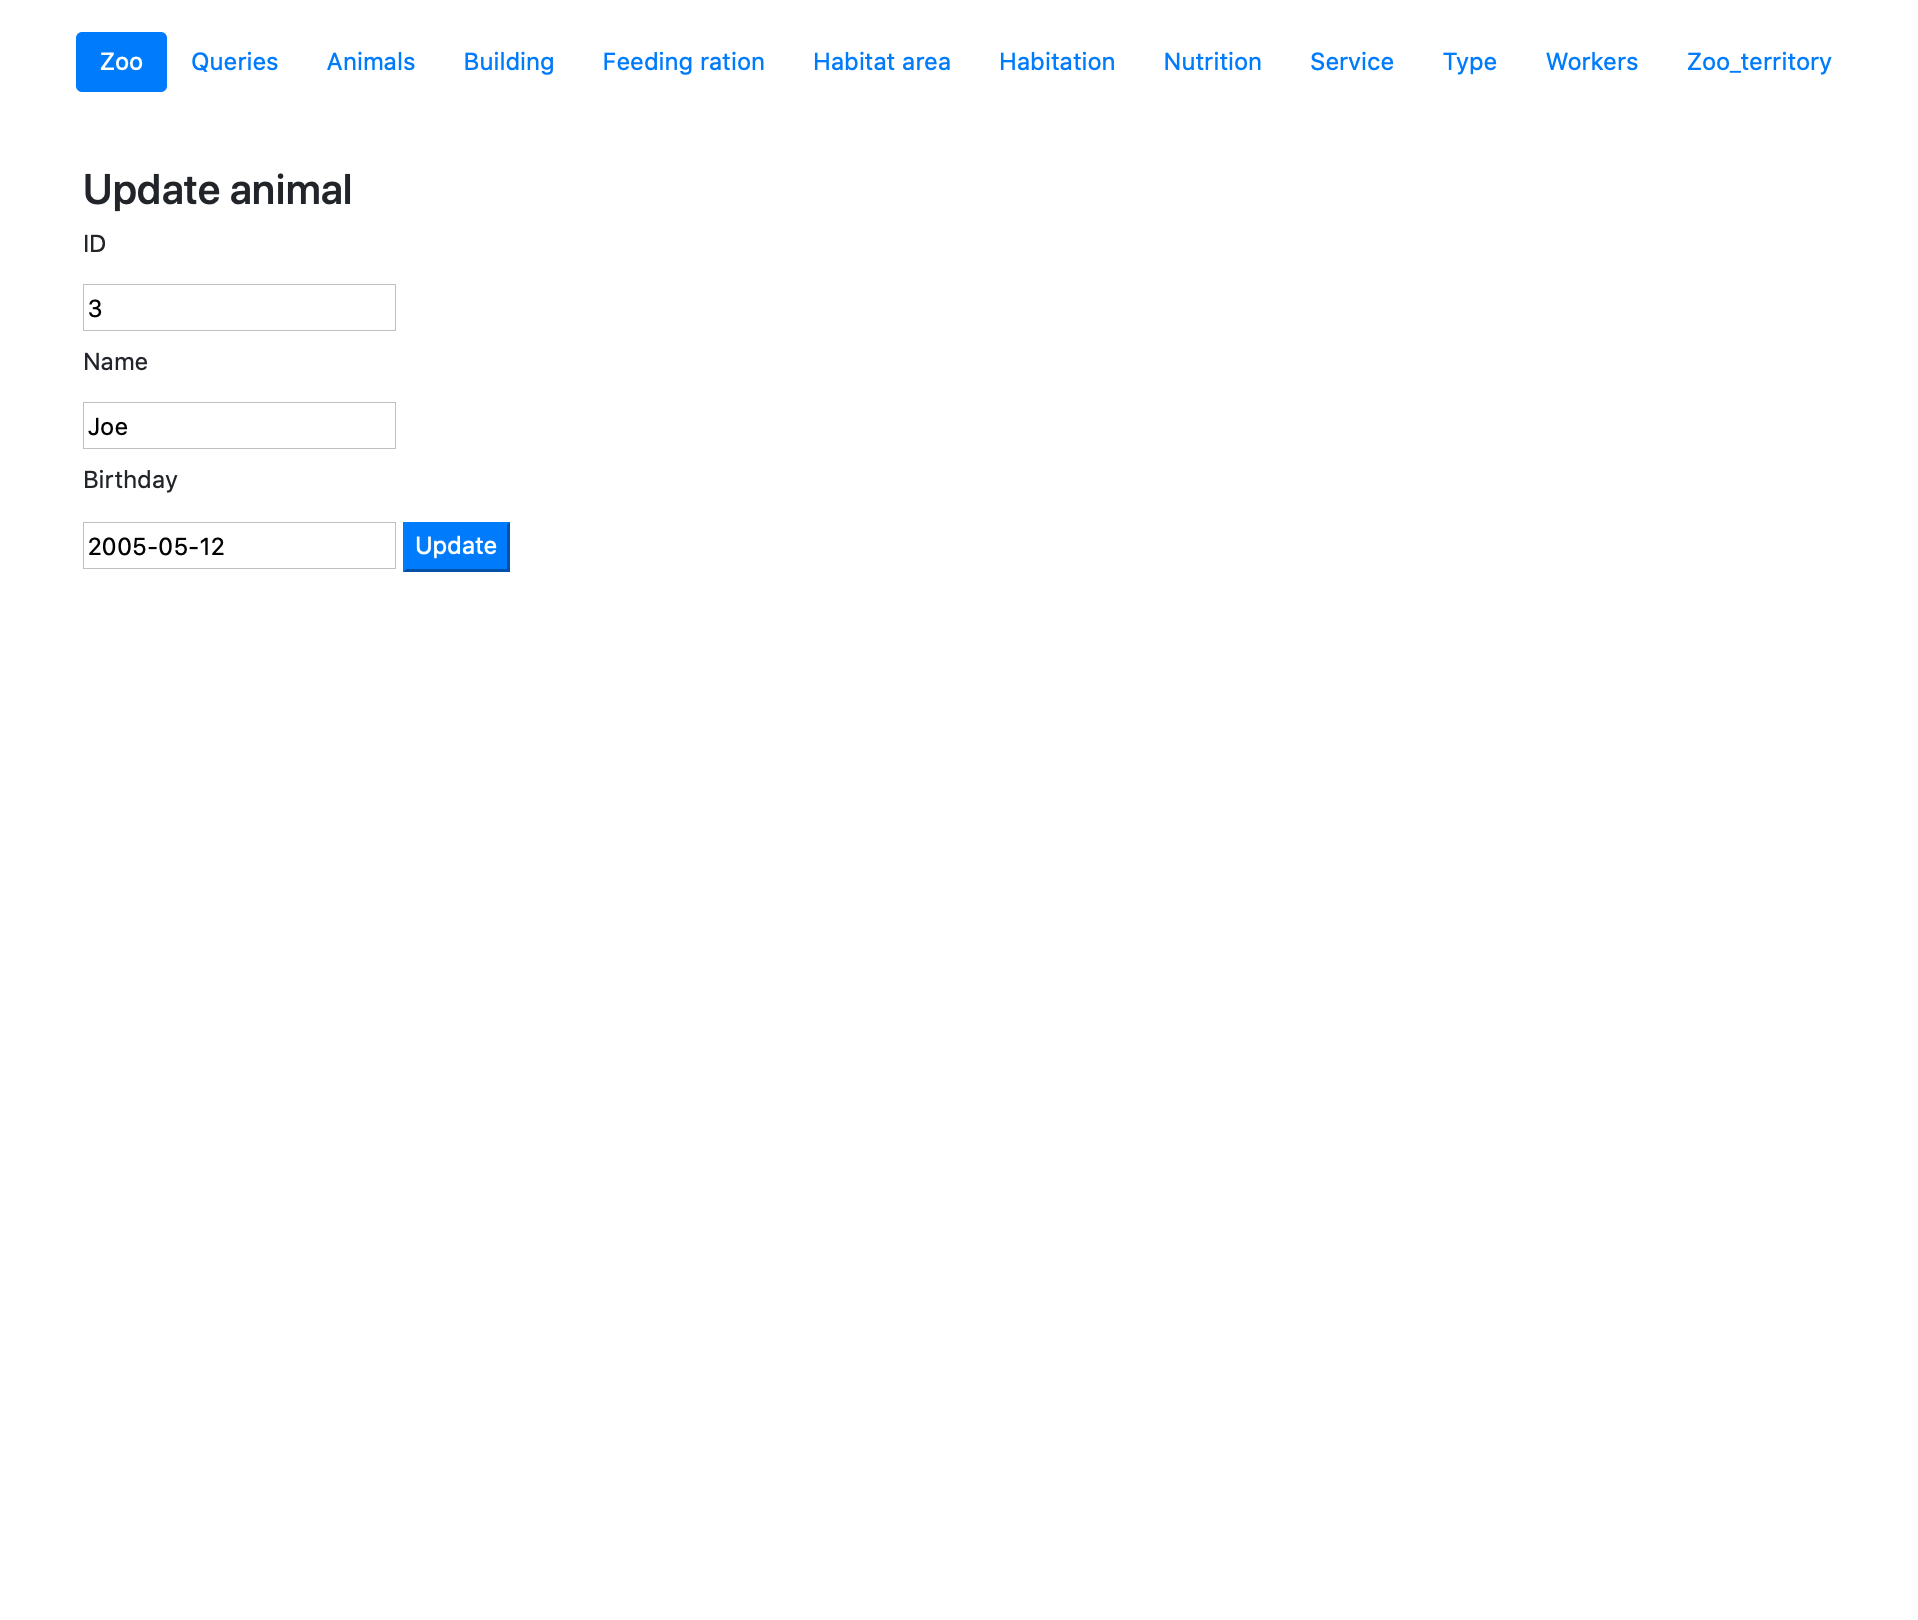 Zoo Queries Animals Building Feeding ration Habitat area Habitation Nutrition Service Type Workers Zoo_territory
Update animal
ID
3
Name
Joe
Birthday
2005-05-12 Update